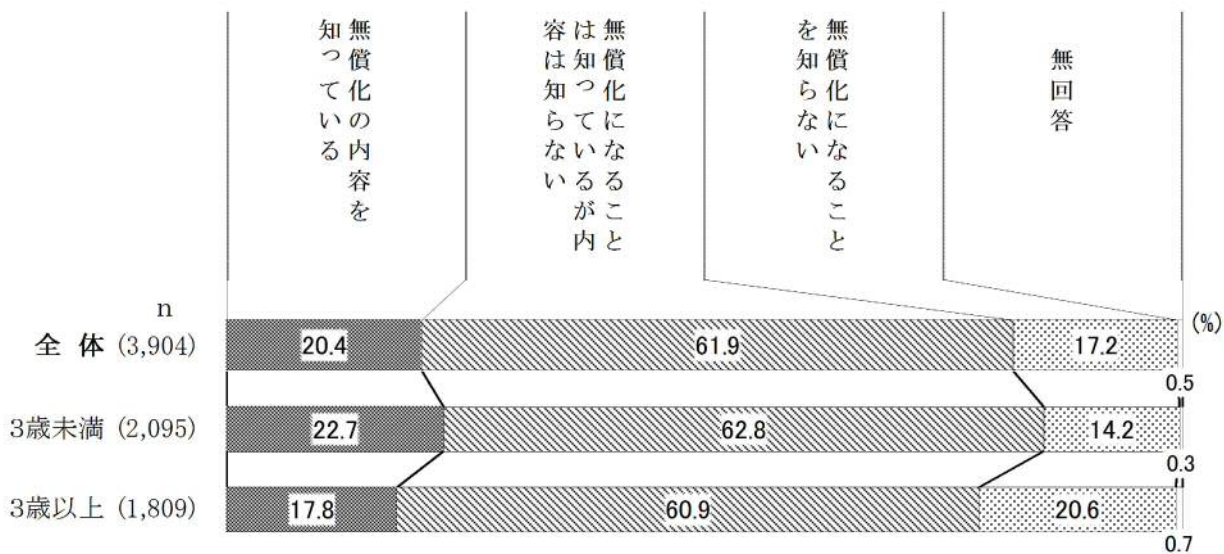 無償化の内容を
知っている
無償化になること
は知っているが内
容は知らない
無償化になること
を知らない
無回答
n
(%)
全 体 (3,904)
20.4
61.9
17.2
0.5
3歳未満 (2,095)
22.7
62.8
14.2
0.3
3歳以上 (1,809)
17.8
60.9
20.6
0.7